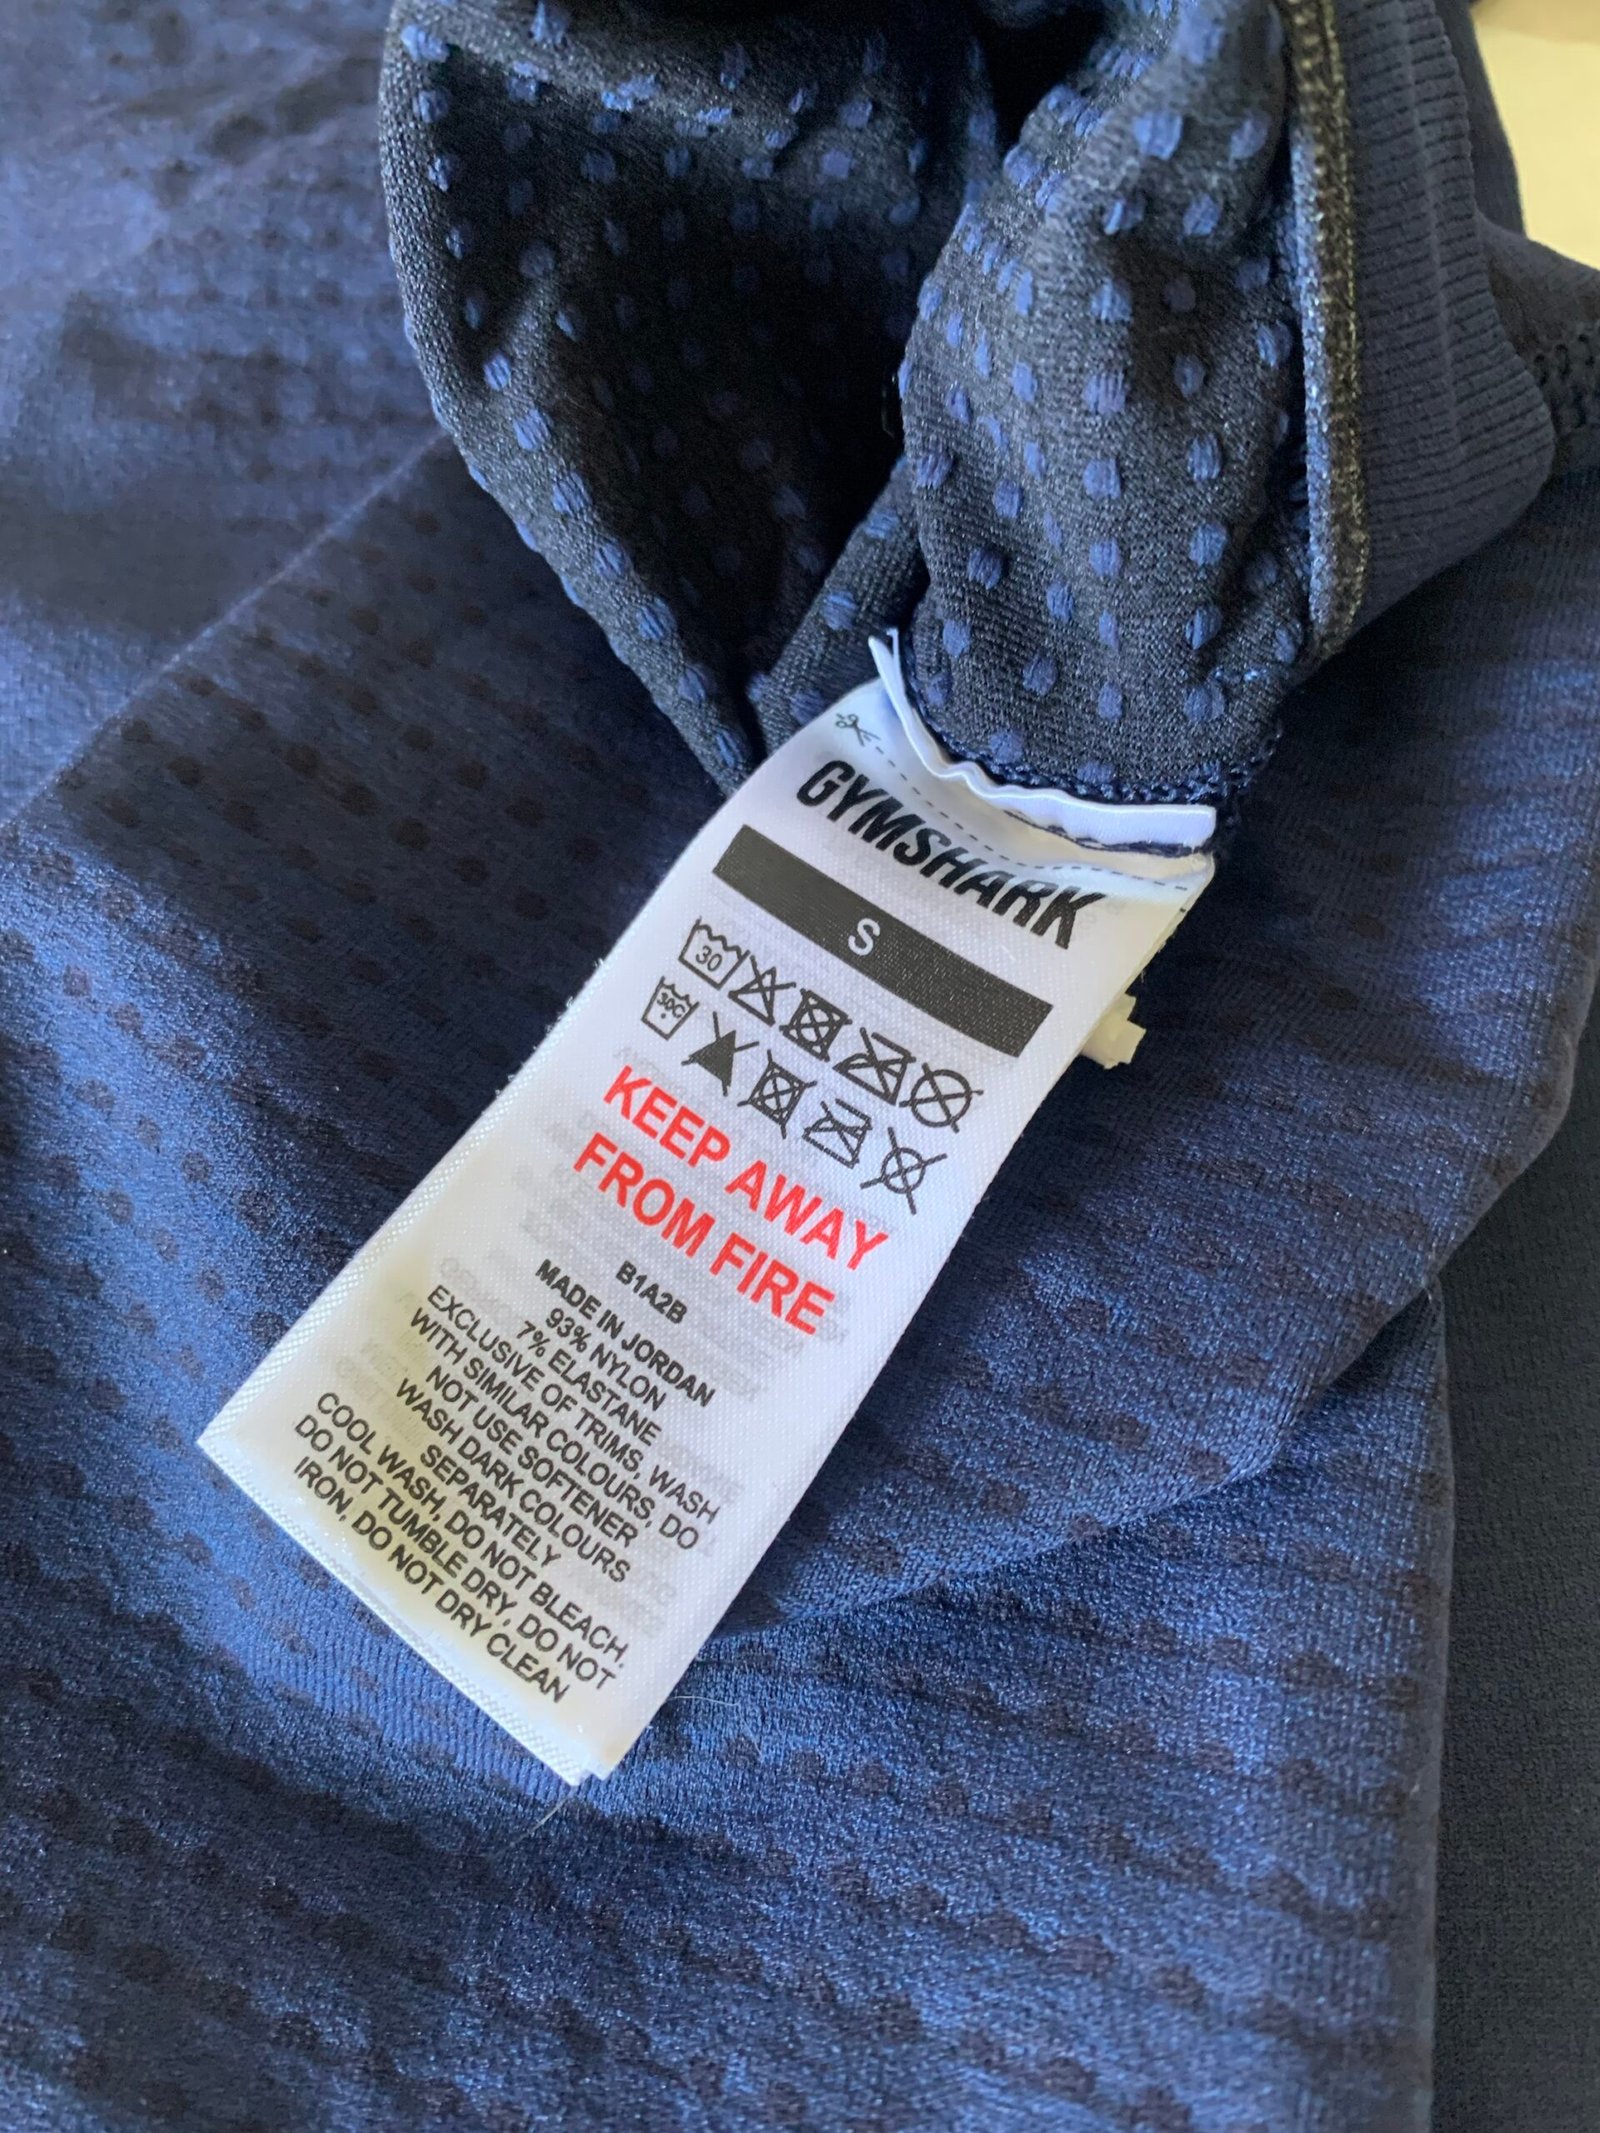 GYMSHARK
S
30
30C
KEEP AWAY
FROM FIRE
B1A2B
MADE IN JORDAN
93% NYLON
7% ELASTANE
EXCLUSIVE OF TRIMS, WASH
WITH SIMILAR COLOURS, DO
NOT USE SOFTENER
WASH DARK COLOURS
SEPARATELY
COOL WASH, DO NOT BLEACH,
DO NOT TUMBLE DRY, DO NOT
IRON, DO NOT DRY CLEAN